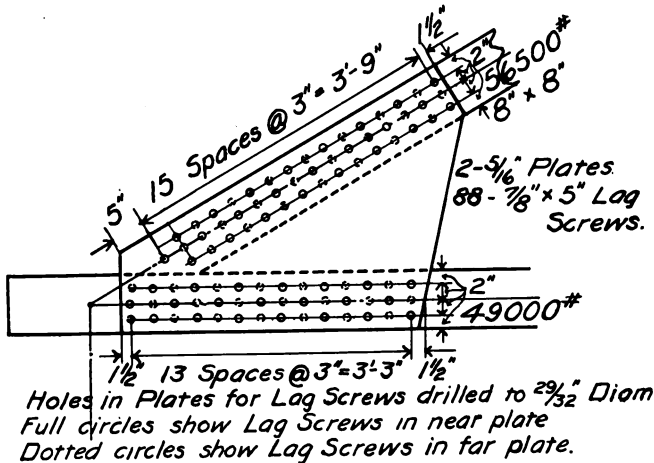 1½"
15 Spaces @ 3" = 3'-9"
2"
56500#
8" x 8"
5"
2-5/16" Plates
88-7/8" x 5" Lag
Screws.
2"
49000#
1½" 13 Spaces @ 3"= 3'-3" 1½"
Holes in Plates for Lag Screws drilled to 29/32" Diam
Full circles show Lag Screws in near plate
Dotted circles show Lag Screws in far plate.